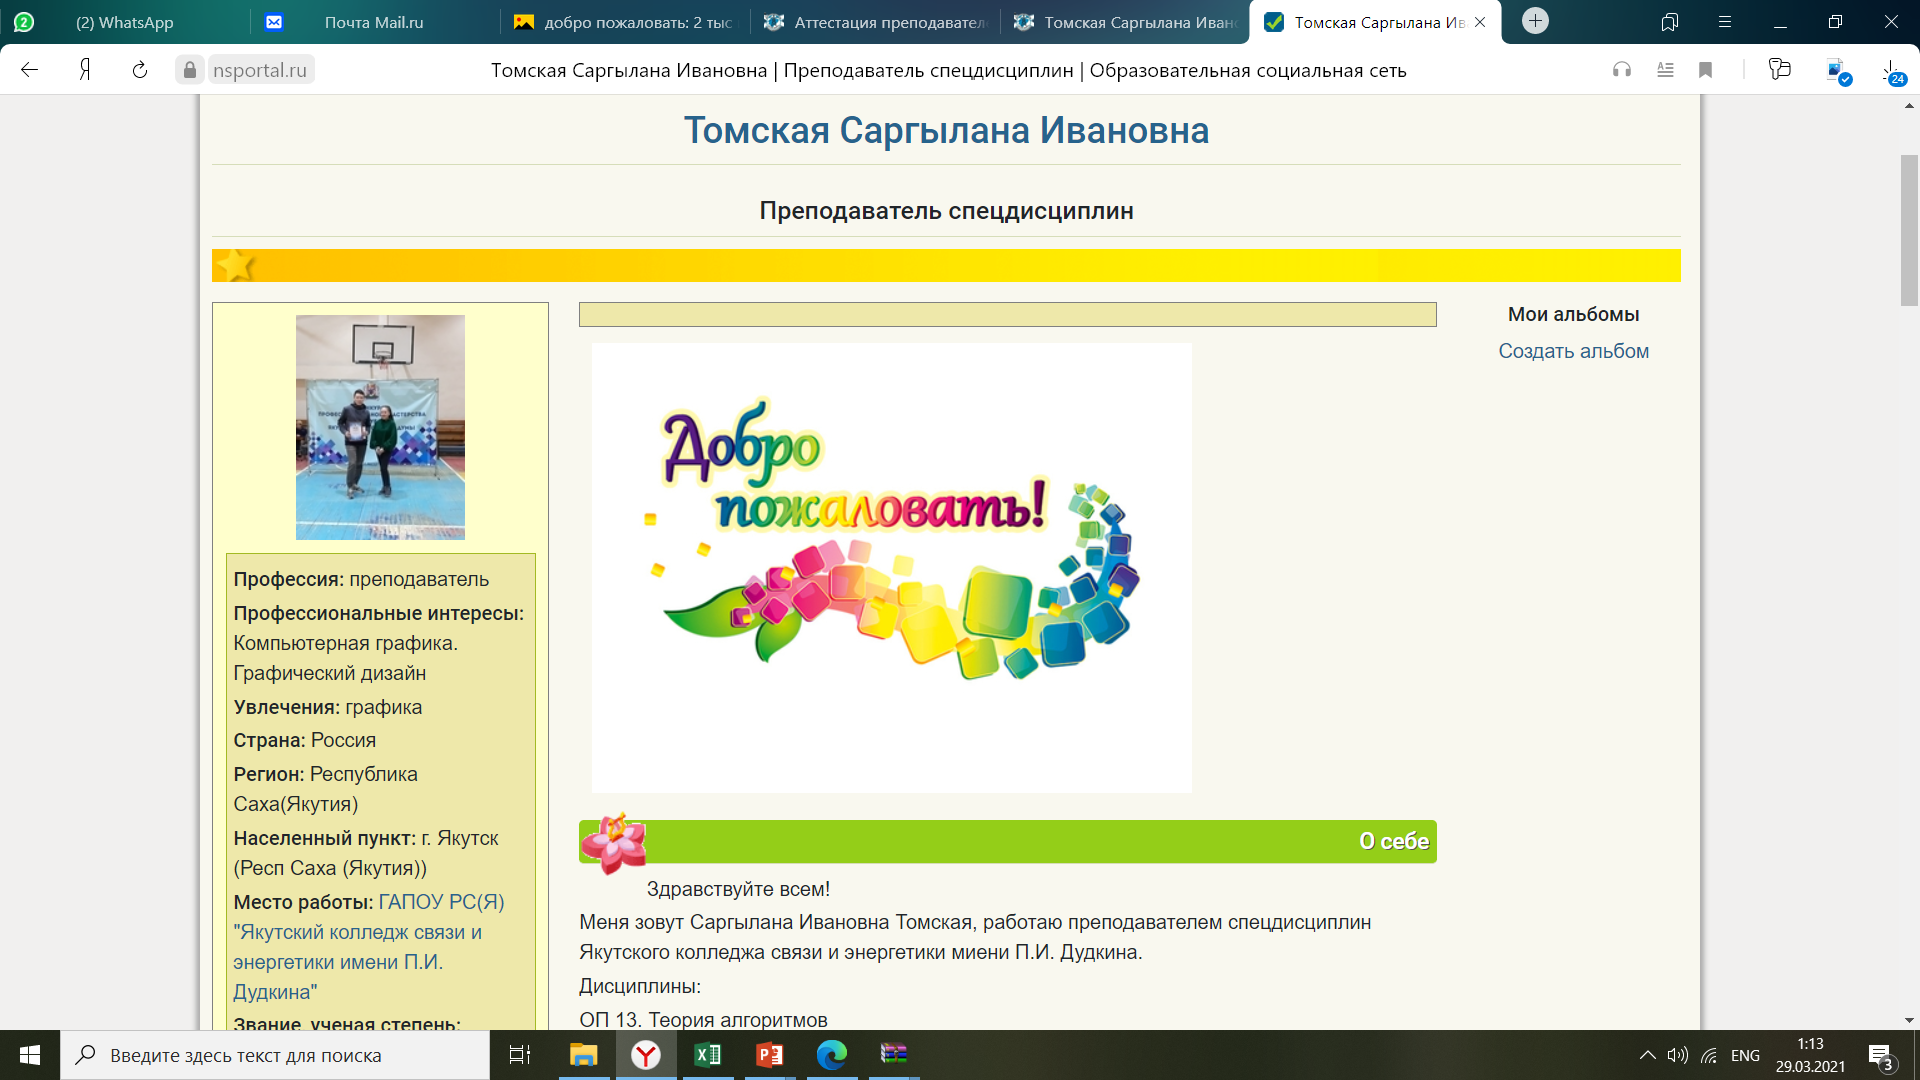 2
(2) WhatsApp
Почта Mail.ru
добро пожаловать: 2 тыс
Аттестация преподавател
Томская Саргылана Иван
Томская Саргылана Ив
nsportal.ru
Томская Саргылана Ивановна | Преподаватель спецдисциплин | Образовательная социальная сеть
24
Томская Саргылана Ивановна
Преподаватель спецдисциплин
Профессия: преподаватель
Профессиональные интересы:
Компьютерная графика.
Графический дизайн
Увлечения: графика
Страна: Россия
Регион: Республика
Саха(Якутия)
Населенный пункт: г. Якутск
(Респ Саха (Якутия))
Место работы: ГАПОУ РС(Я)
"Якутский колледж связи и
энергетики имени П.И.
Дудкина"
Звание, ученая степень:
Добро
пожаловать!
О себе
Здравствуйте всем!
Меня зовут Саргылана Ивановна Томская, работаю преподавателем спецдисциплин
Якутского колледжа связи и энергетики миени П.И. Дудкина.
Дисциплины:
ОП 13. Теория алгоритмов
Мои альбомы
Создать альбом
Введите здесь текст для поиска
ENG
1:13
29.03.2021
3